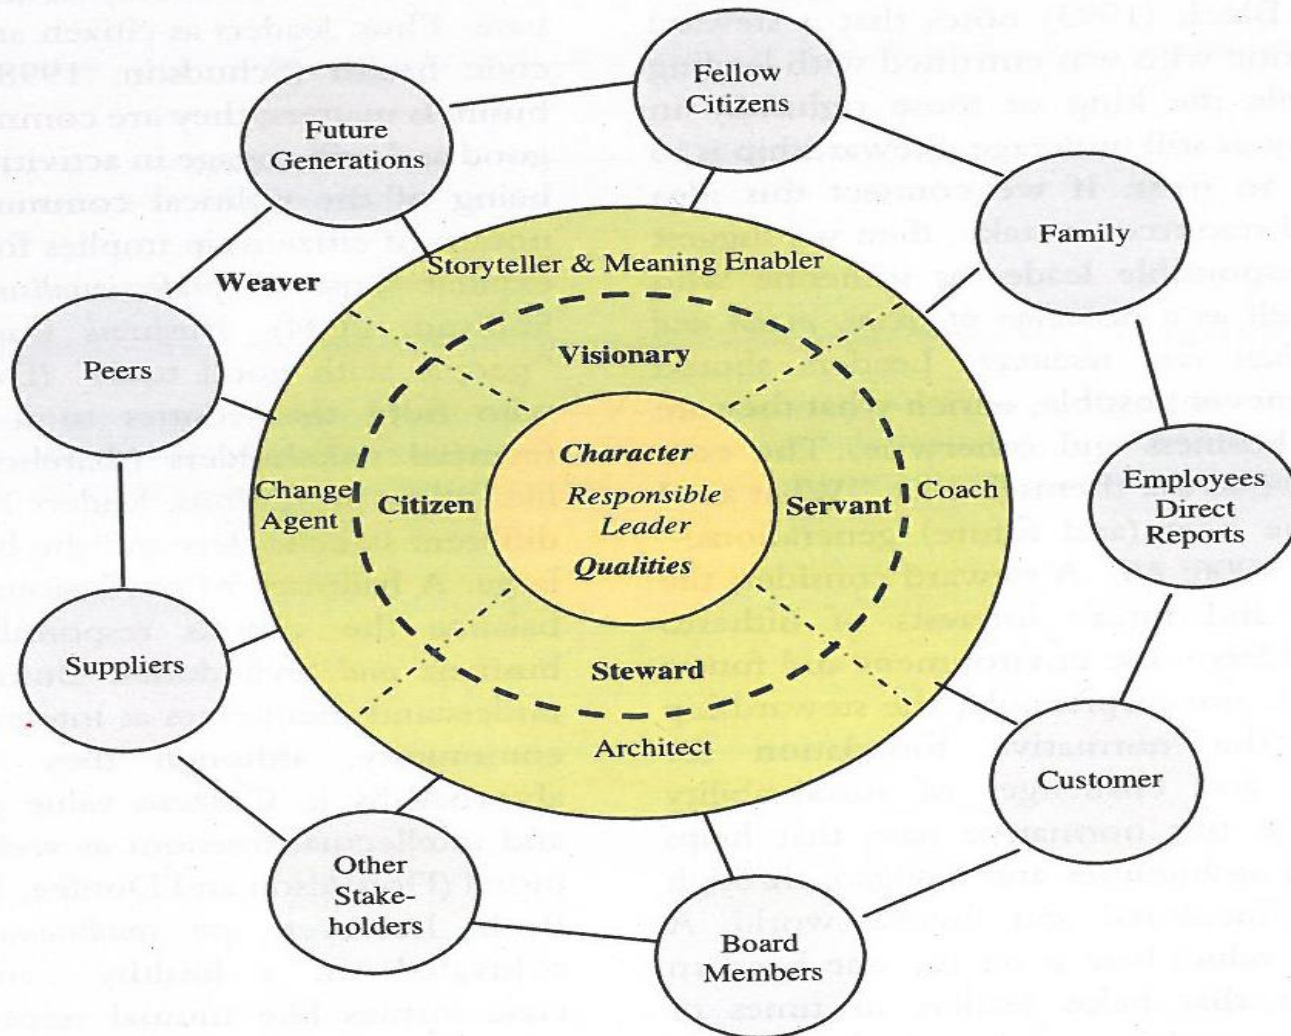 Fellow
Citizens
Future
Generations
Family
Weaver
Storyteller & Meaning Enabler
Visionary
Peers
Character
Responsible
Leader
Qualities
Change
Agent
Citizen
Servant
Coach
Employees
Direct
Reports
Suppliers
Steward
Architect
Customer
Other
Stake-
holders
Board
Members